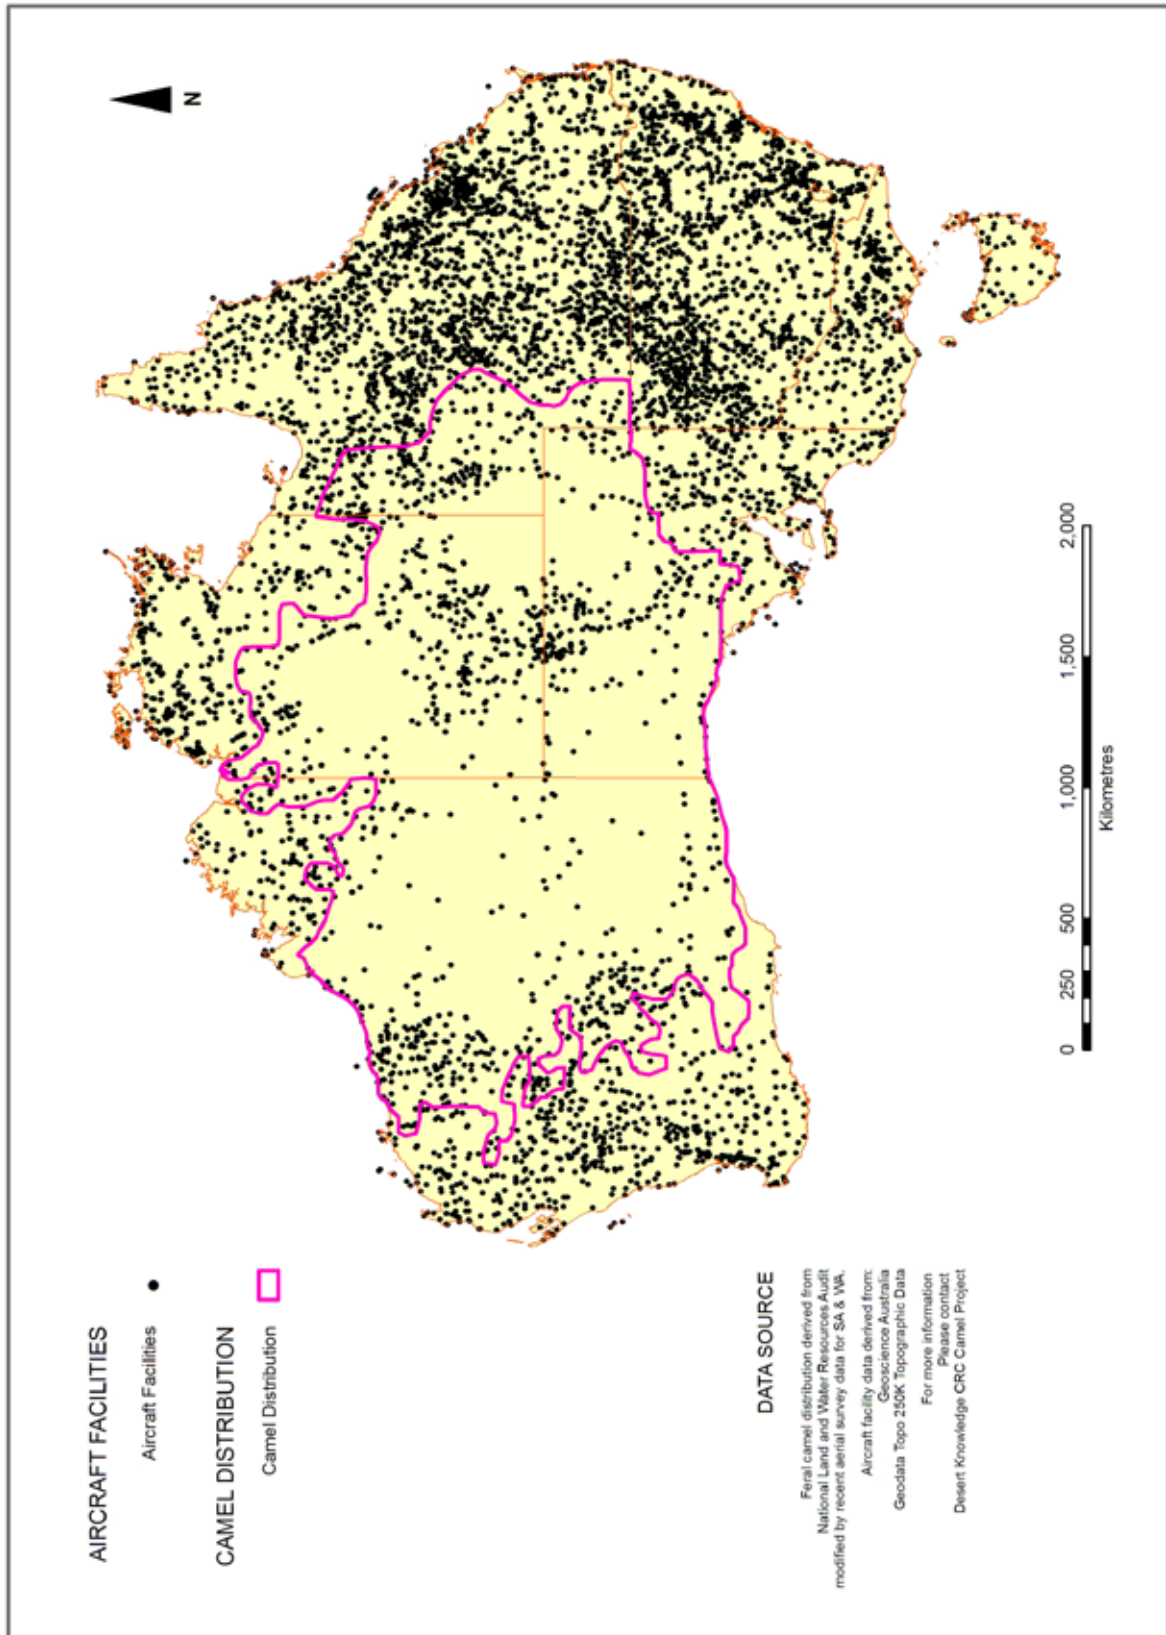 N
AIRCRAFT FACILITIES
Aircraft Facilities
CAMEL DISTRIBUTION
Camel Distribution
DATA SOURCE
Feral camel distribution derived from
National Land and Water Resources Audit
modified by recent aerial survey data for SA & WA.
Aircraft facility data derived from:
Geoscience Australia
Geodata Topo 250K Topographic Data
For more information
Please contact
Desert Knowledge CRC Camel Project
0 250 500 1,000 1,500 2,000
Kilometres